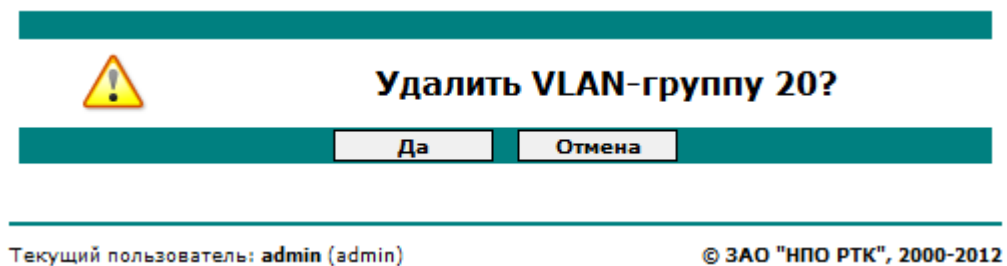 Удалить VLAN-группу 20?
Да Отмена
Текущий пользователь: admin (admin) © ЗАО "НПО РТК", 2000-2012